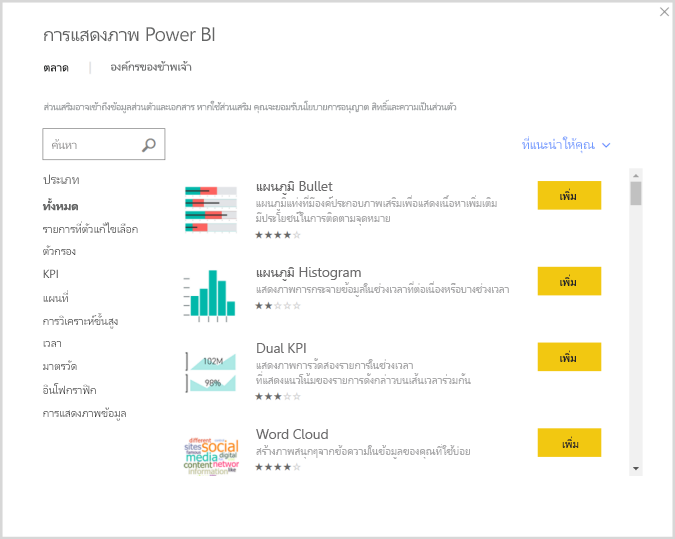 การแสดงภาพ Power BI
ตลาด
องค์กรของข้าพเจ้า
ส่วนเสริมอาจเข้าถึงข้อมูลส่วนตัวและเอกสาร หากใช้ส่วนเสริม คุณจะยอมรับนโยบายการอนุญาต สิทธิ์และความเป็นส่วนตัว
ค้นหา
ที่แนะนำให้คุณ
ประเภท
ทั้งหมด
รายการที่ตัวแก้ไขเลือก
ตัวกรอง
KPI
แผนที่
การวิเคราะห์ขั้นสูง
เวลา
มาตรวัด
อินโฟกราฟิก
การแสดงภาพข้อมูล
แผนภูมิ Bullet
แผนภูมิแท่งที่มีองค์ประกอบภาพเสริมเพื่อแสดงเนื้อหาเพิ่มเติม
มีประโยชน์ในการติดตามจุดหมาย
เพิ่ม
แผนภูมิ Histogram
แสดงภาพการกระจายข้อมูลในช่วงเวลาที่ต่อเนื่องหรือบางช่วงเวลา
เพิ่ม
102M
98%
Dual KPI
แสดงภาพการวัดสองรายการในช่วงเวลา
ที่แสดงแนวโน้มของรายการดังกล่าวบนเส้นเวลาร่วมกัน
เพิ่ม
different
sites social
media digital
content networ
information like
Word Cloud
สร้างภาพสนุกๆจากข้อความในข้อมูลของคุณที่ใช้บ่อย
เพิ่ม